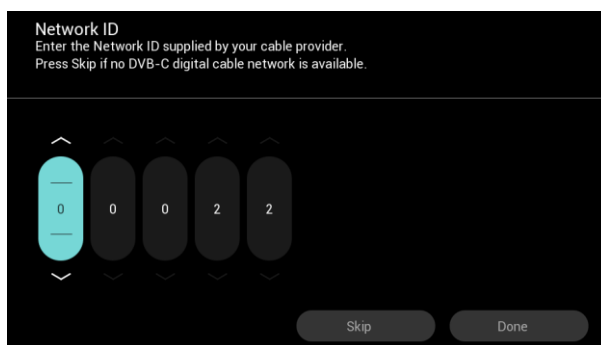 Network ID
Enter the Network ID supplied by your cable provider.
Press Skip if no DVB-C digital cable network is available.
0 0 0 2 2
Skip Done